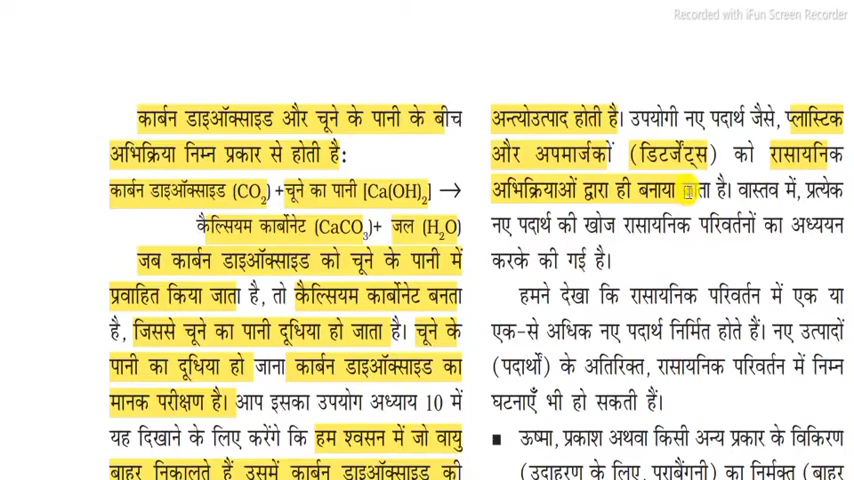 Recorded with iFun Screen Recorder
कार्बन डाइऑक्साइड और चूने के पानी के बीच
अभिक्रिया निम्न प्रकार से होती है:
कार्बन डाइऑक्साइड (CO₂) +चूने का पानी [Ca(OH)₂] →
कैल्सियम कार्बोनेट (CaCO₃)+ जल (H₂O)
जब कार्बन डाइऑक्साइड को चूने के पानी में
प्रवाहित किया जाता है, तो कैल्सियम कार्बोनेट बनता
है, जिससे चूने का पानी दूधिया हो जाता है। चूने के
पानी का दूधिया हो जाना कार्बन डाइऑक्साइड का
मानक परीक्षण है। आप इसका उपयोग अध्याय 10 में
यह दिखाने के लिए करेंगे कि हम श्वसन में जो वायु
बाहर निकालते हैं उसमें कार्बन डाइऑक्साइड की
अन्त्योउत्पाद होती है। उपयोगी नए पदार्थ जैसे, प्लास्टिक
और अपमार्जकों (डिटर्जेंट्स) को रासायनिक
अभिक्रियाओं द्वारा ही बनाया जाता है। वास्तव में, प्रत्येक
नए पदार्थ की खोज रासायनिक परिवर्तनों का अध्ययन
करके की गई है।
हमने देखा कि रासायनिक परिवर्तन में एक या
एक-से अधिक नए पदार्थ निर्मित होते हैं। नए उत्पादों
(पदार्थों) के अतिरिक्त, रासायनिक परिवर्तन में निम्न
घटनाएँ भी हो सकती हैं।
■ ऊष्मा, प्रकाश अथवा किसी अन्य प्रकार के विकिरण
(उदाहरण के लिए, पराबैंगनी) का निर्मुक्त (बाहर